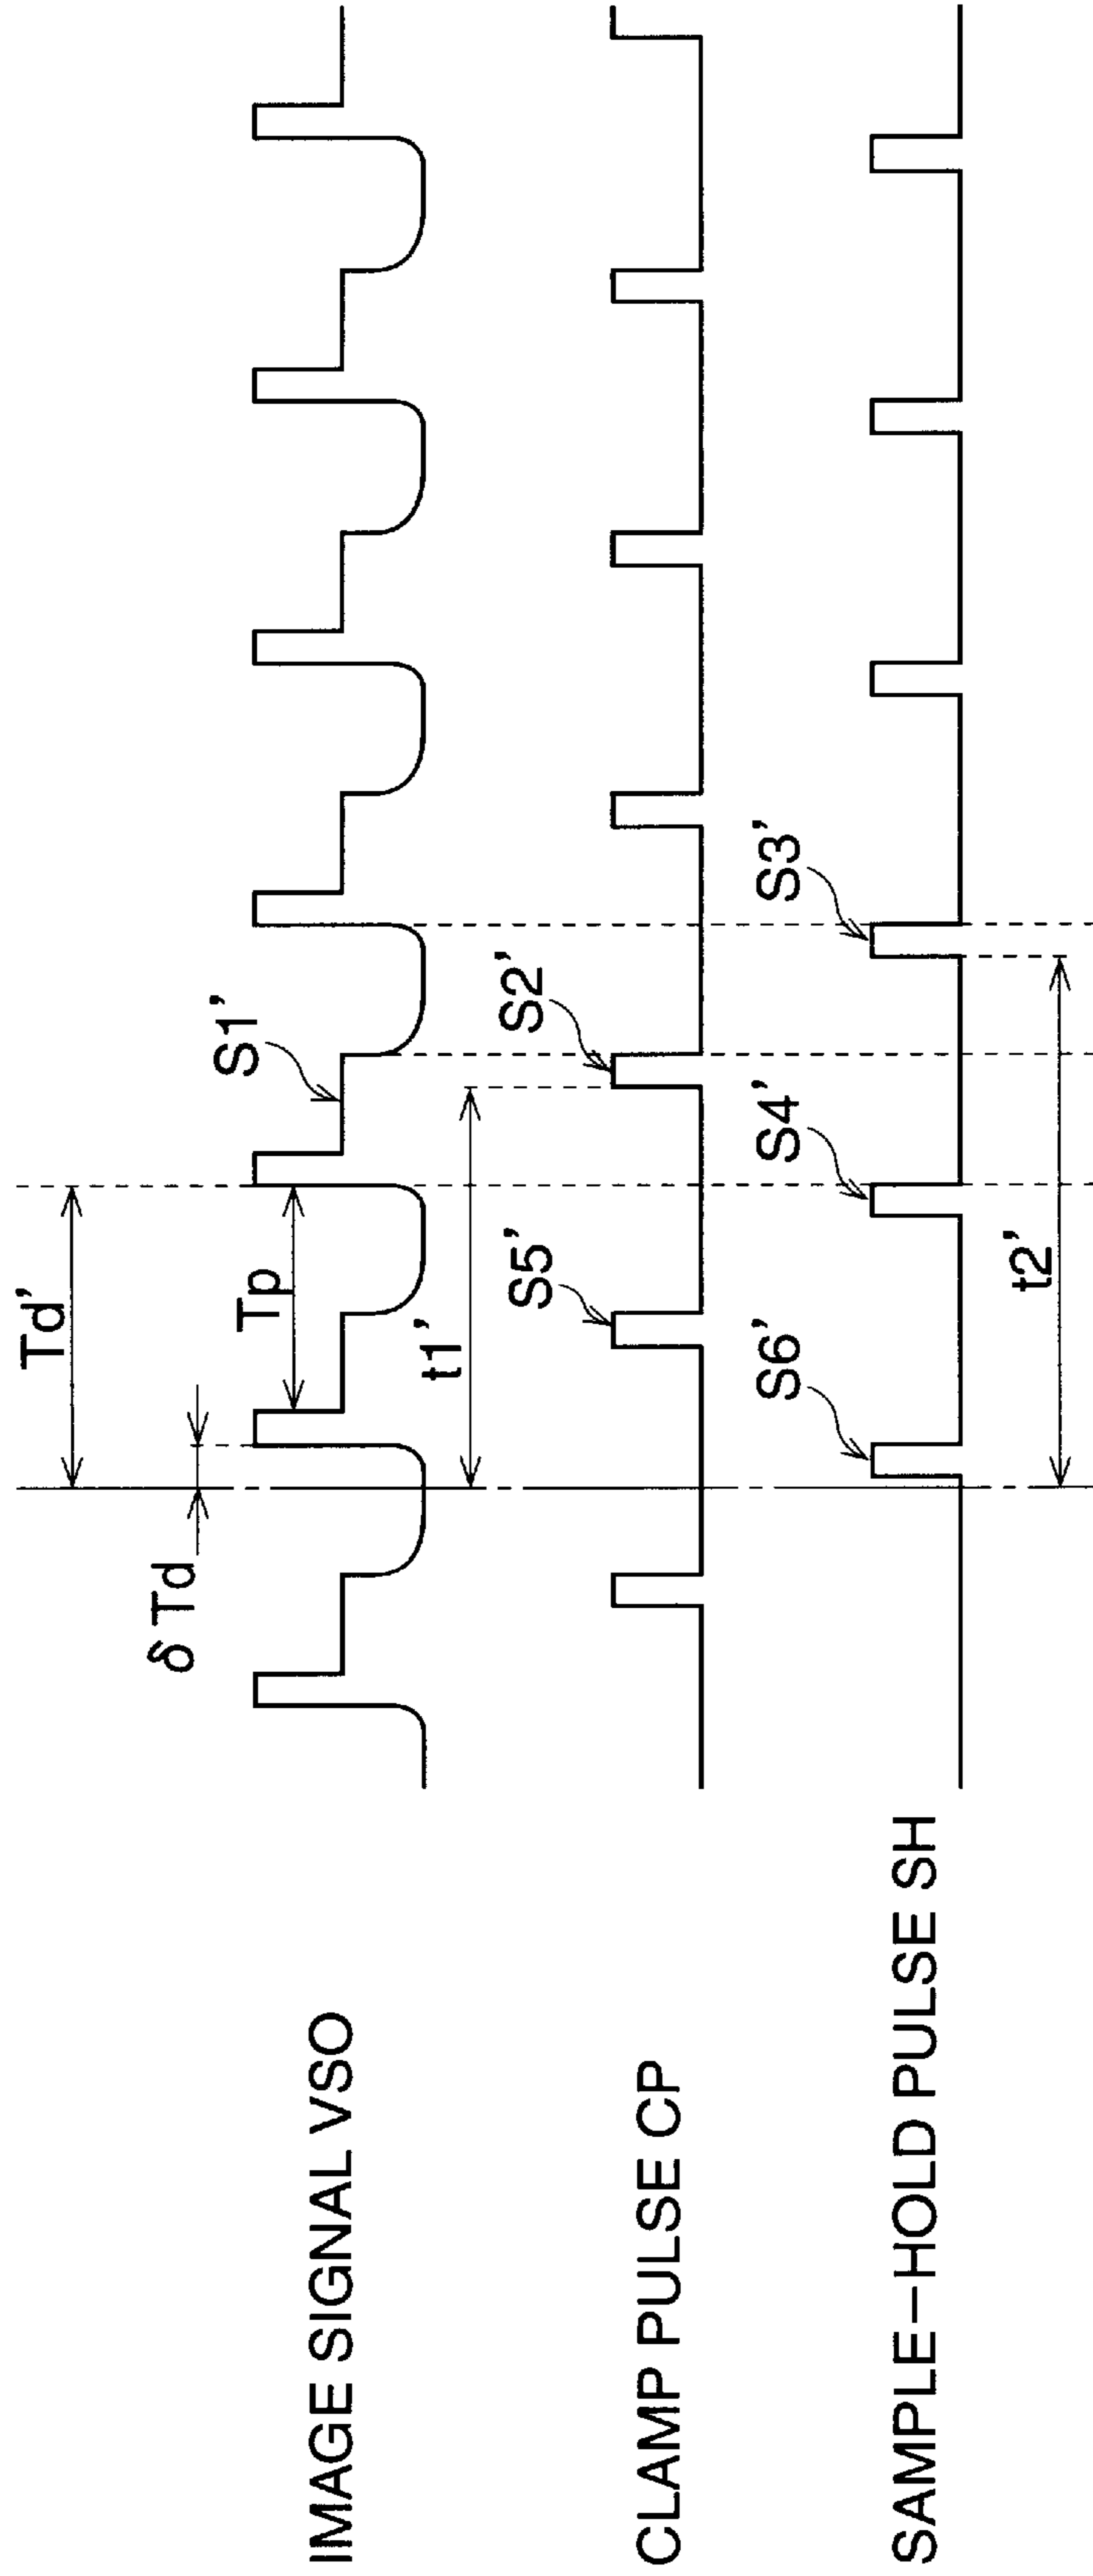 Td'
δ Td
Tp
S1'
IMAGE SIGNAL VSO
t1'
S5'
S2'
CLAMP PULSE CP
S6'
S4'
S3'
SAMPLE-HOLD PULSE SH
t2'